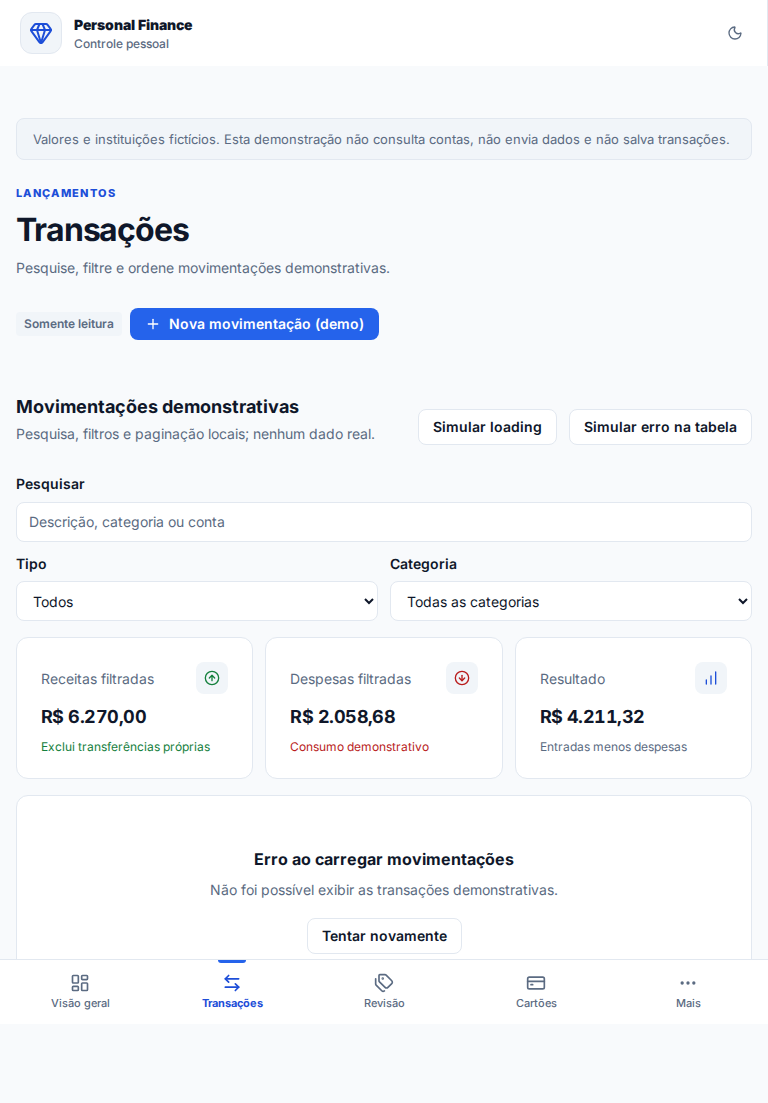 Personal Finance
Controle pessoal
Valores e instituições fictícios. Esta demonstração não consulta contas, não envia dados e não salva transações.
LANÇAMENTOS
Transações
Pesquise, filtre e ordene movimentações demonstrativas.
Somente leitura
Nova movimentação (demo)
Movimentações demonstrativas
Pesquisa, filtros e paginação locais; nenhum dado real.
Simular loading
Simular erro na tabela
Pesquisar
Descrição, categoria ou conta
Tipo
Categoria
Todos
Todas as categorias
Receitas filtradas
R$ 6.270,00
Exclui transferências próprias
Despesas filtradas
R$ 2.058,68
Consumo demonstrativo
Resultado
R$ 4.211,32
Entradas menos despesas
Erro ao carregar movimentações
Não foi possível exibir as transações demonstrativas.
Tentar novamente
Visão geral
Transações
Revisão
Cartões
Mais